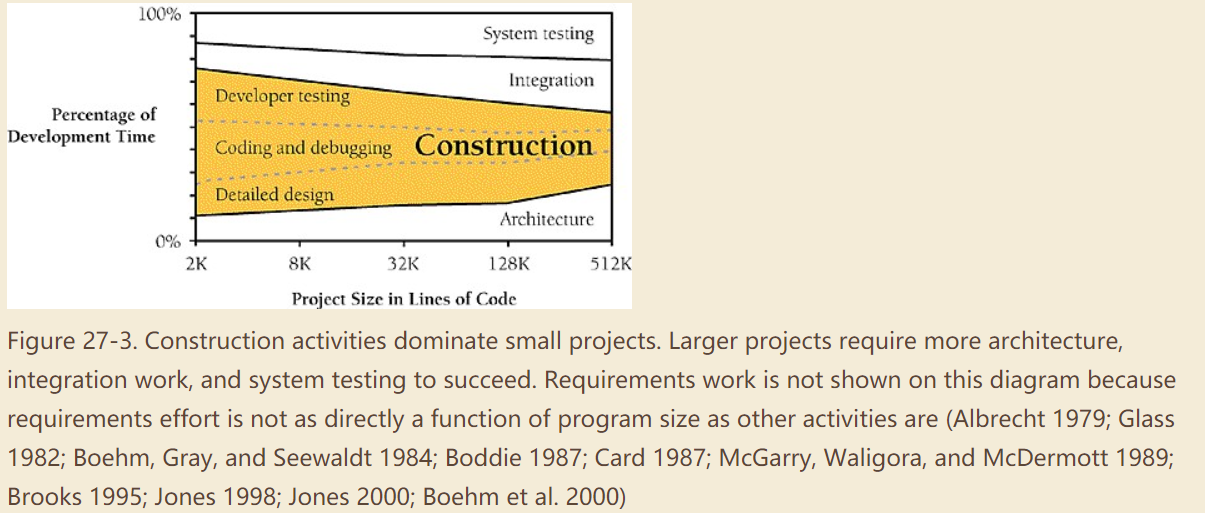 100%
System testing
Integration
Developer testing
Percentage of
Development Time
Coding and debugging
Construction
Detailed design
Architecture
0%
2K 8K 32K 128K 512K
Project Size in Lines of Code
Figure 27-3. Construction activities dominate small projects. Larger projects require more architecture,
integration work, and system testing to succeed. Requirements work is not shown on this diagram because
requirements effort is not as directly a function of program size as other activities are (Albrecht 1979; Glass
1982; Boehm, Gray, and Seewaldt 1984; Boddie 1987; Card 1987; McGarry, Waligora, and McDermott 1989;
Brooks 1995; Jones 1998; Jones 2000; Boehm et al. 2000)